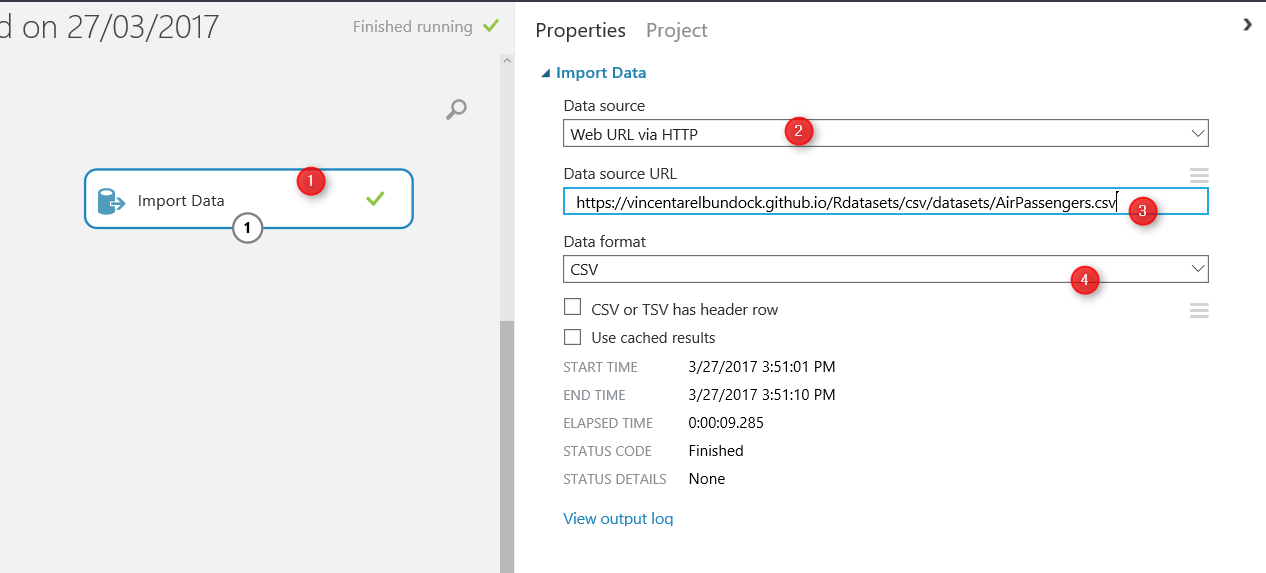 d on 27/03/2017
Finished running
Import Data
1
1
Properties Project
Import Data
Data source
Web URL via HTTP
2
Data source URL
https://vincentarelbundock.github.io/Rdatasets/csv/datasets/AirPassengers.csv
3
Data format
CSV
4
CSV or TSV has header row
Use cached results
START TIME 3/27/2017 3:51:01 PM
END TIME 3/27/2017 3:51:10 PM
ELAPSED TIME 0:00:09.285
STATUS CODE Finished
STATUS DETAILS None
View output log